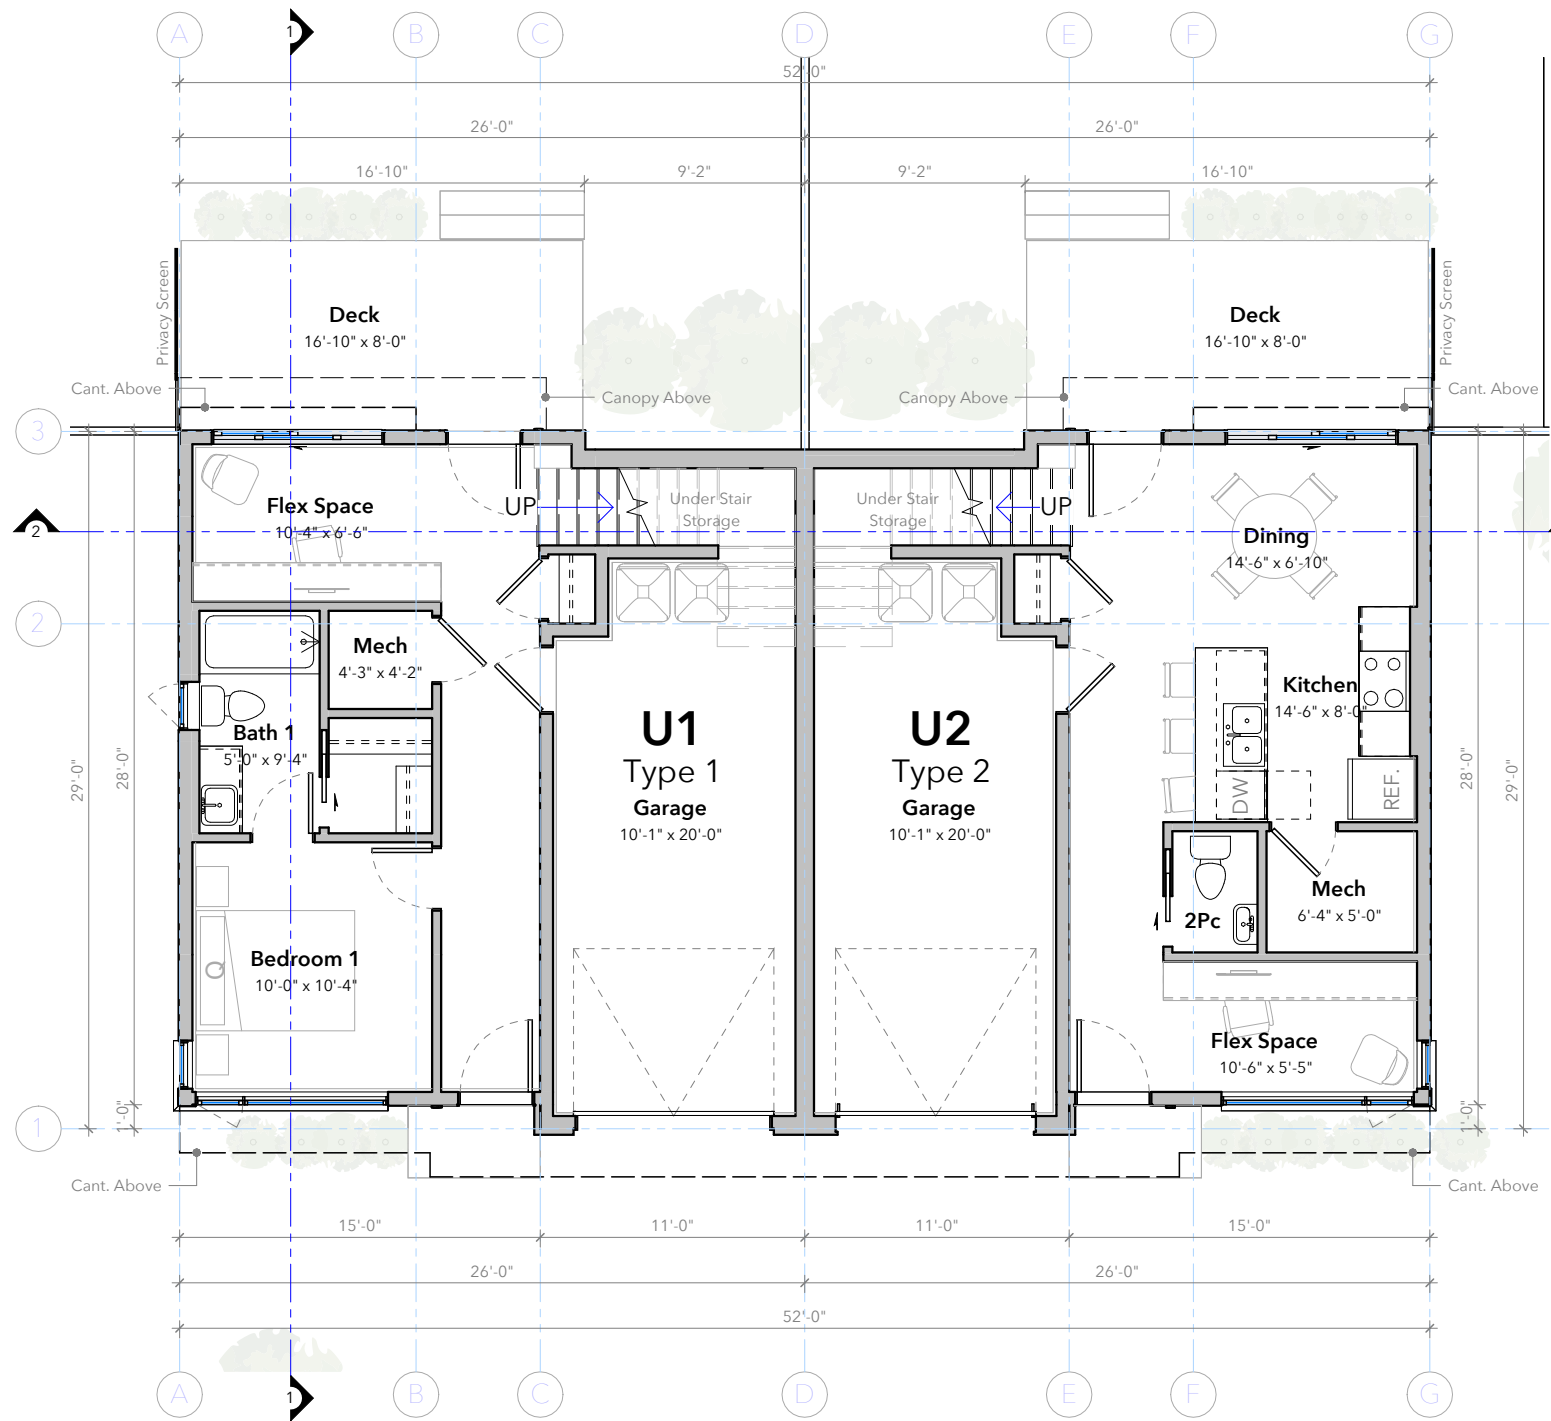 A
1
B
C
D
E
F
G
52'-0"
26'-0"
26'-0"
16'-10"
9'-2"
9'-2"
16'-10"
Privacy Screen
Privacy Screen
Deck
16'-10" x 8'-0"
Deck
16'-10" x 8'-0"
Cant. Above
Canopy Above
Canopy Above
Cant. Above
3
Flex Space
10'-4" x 6'-6"
UP
Under Stair
Storage
Under Stair
Storage
UP
2
Dining
14'-6" x 6'-10"
2
Mech
4'-3" x 4'-2"
Kitchen
14'-6" x 8'-0"
Bath 1
5'-0" x 9'-4"
U1
Type 1
Garage
10'-1" x 20'-0"
U2
Type 2
Garage
10'-1" x 20'-0"
DW
REF.
29'-0"
28'-0"
28'-0"
29'-0"
Mech
6'-4" x 5'-0"
2Pc
Bedroom 1
10'-0" x 10'-4"
Q
Flex Space
10'-6" x 5'-5"
1
1'-0"
1'-0"
Cant. Above
Cant. Above
15'-0"
11'-0"
11'-0"
15'-0"
26'-0"
26'-0"
52'-0"
A
1
B
C
D
E
F
G